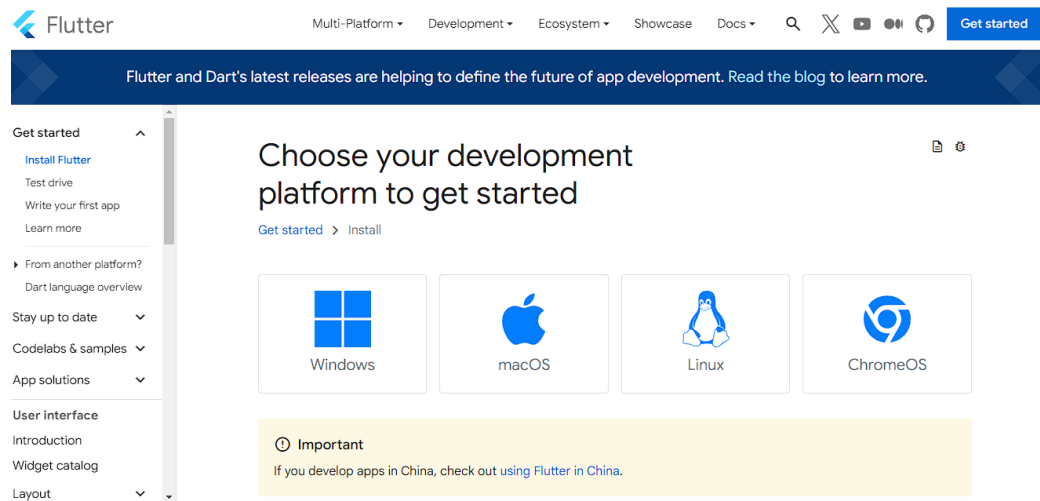 Flutter
Multi-Platform
Development
Ecosystem
Showcase
Docs
Get started
Flutter and Dart's latest releases are helping to define the future of app development. Read the blog to learn more.
Get started
Install Flutter
Test drive
Write your first app
Learn more
From another platform?
Dart language overview
Stay up to date
Codelabs & samples
App solutions
User interface
Introduction
Widget catalog
Layout
Choose your development
platform to get started
Get started
Install
Windows
macOS
Linux
ChromeOS
Important
If you develop apps in China, check out using Flutter in China.